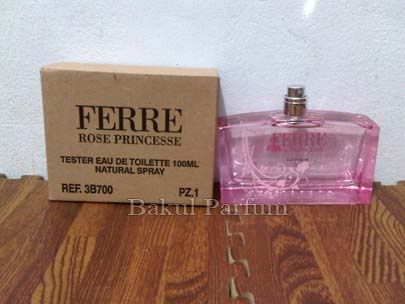 FERRE
ROSE PRINCESSE
TESTER EAU DE TOILETTE 100ML
NATURAL SPRAY
REF. 3B700 PZ.1
FERRE
Bakul Parfum